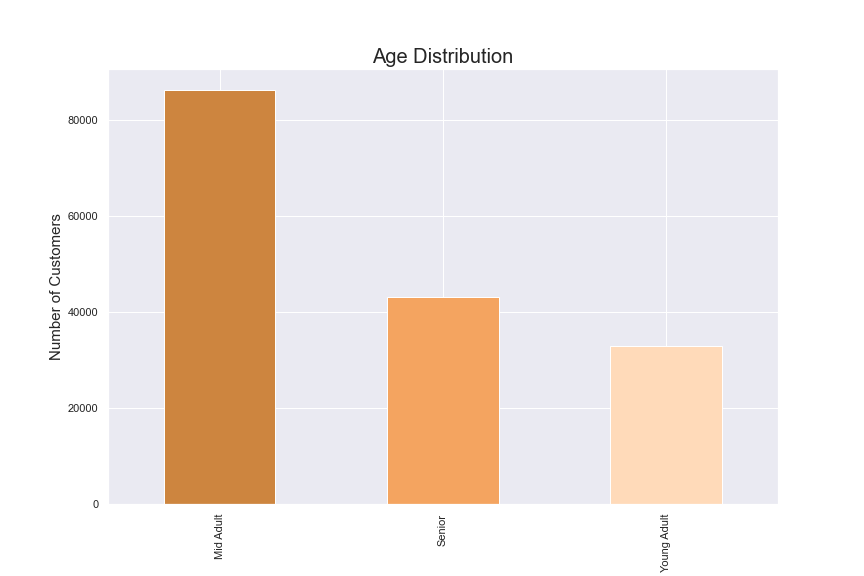 Age Distribution
Number of Customers
80000
60000
40000
20000
0
Mid Adult
Senior
Young Adult